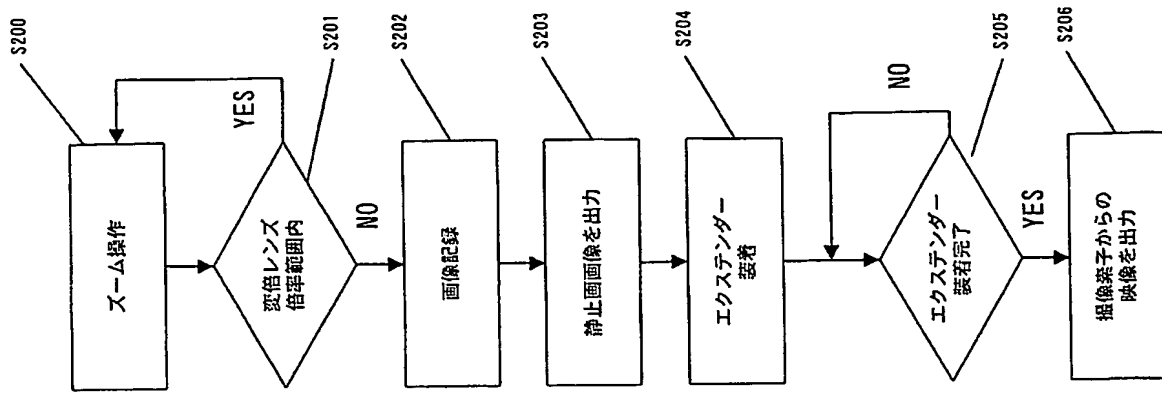 S200
ズーム操作
YES
S201
変倍レンズ
倍率範囲内
NO
S202
画像記録
S203
静止画画像を出力
S204
エクステンダー
装着
NO
S205
エクステンダー
装着完了
YES
S206
撮像素子からの
映像を出力